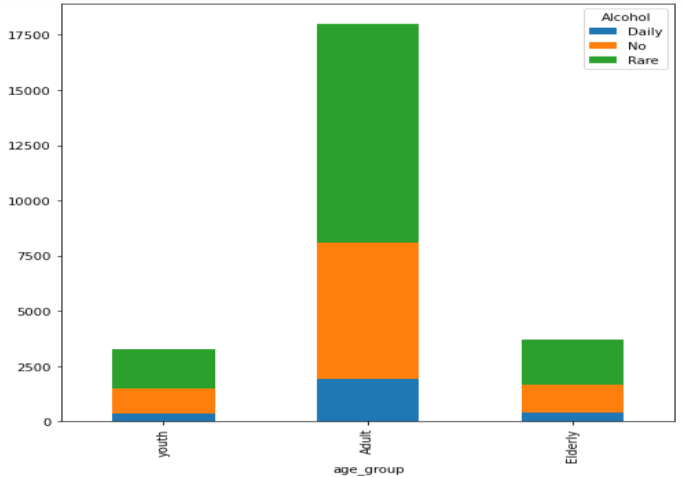 Alcohol
Daily
No
Rare
17500
15000
12500
10000
7500
5000
2500
0
youth
Adult
Elderly
age_group